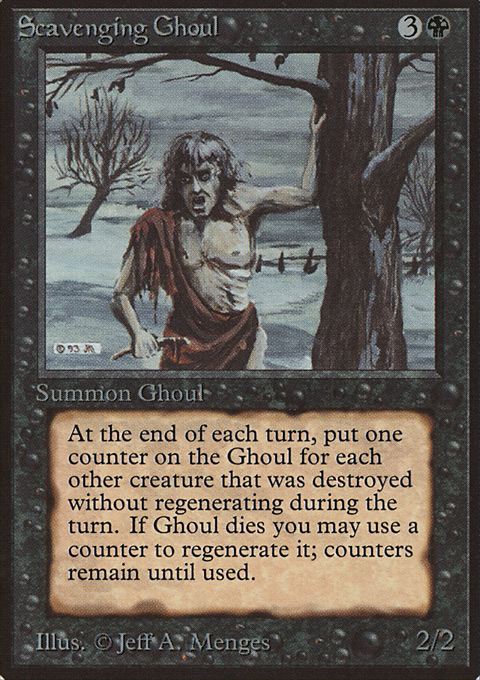 Scavenging Ghoul 3
© 93 JM
Summon Ghoul
At the end of each turn, put one
counter on the Ghoul for each
other creature that was destroyed
without regenerating during the
turn. If Ghoul dies you may use a
counter to regenerate it; counters
remain until used.
Illus. © Jeff A. Menges 2/2